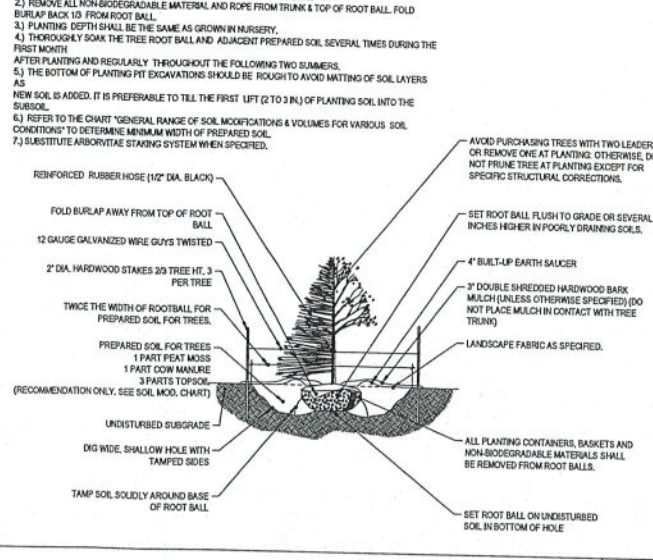 2.) REMOVE ALL NON-BIODEGRADABLE MATERIAL AND ROPE FROM TRUNK & TOP OF ROOT BALL. FOLD
BURLAP BACK 1/3 FROM ROOT BALL.
3.) PLANTING DEPTH SHALL BE THE SAME AS GROWN IN NURSERY.
4.) THOROUGHLY SOAK THE TREE ROOT BALL AND ADJACENT PREPARED SOIL SEVERAL TIMES DURING THE
FIRST MONTH
AFTER PLANTING AND REGULARLY THROUGHOUT THE FOLLOWING TWO SUMMERS.
5.) THE BOTTOM OF PLANTING PIT EXCAVATIONS SHOULD BE ROUGH TO AVOID MATTING OF SOIL LAYERS
AS
NEW SOIL IS ADDED. IT IS PREFERABLE TO TILL THE FIRST LIFT (2 TO 3 IN.) OF PLANTING SOIL INTO THE
SUBSOIL.
6.) REFER TO THE CHART "GENERAL RANGE OF SOIL MODIFICATIONS & VOLUMES FOR VARIOUS SOIL
CONDITIONS" TO DETERMINE MINIMUM WIDTH OF PREPARED SOIL.
7.) SUBSTITUTE ARBORVITAE STAKING SYSTEM WHEN SPECIFIED.
REINFORCED RUBBER HOSE (1/2" DIA. BLACK)
FOLD BURLAP AWAY FROM TOP OF ROOT
BALL
12 GAUGE GALVANIZED WIRE GUYS TWISTED
2" DIA. HARDWOOD STAKES 2/3 TREE HT. 3
PER TREE
TWICE THE WIDTH OF ROOTBALL FOR
PREPARED SOIL FOR TREES.
PREPARED SOIL FOR TREES
1 PART PEAT MOSS
1 PART COW MANURE
3 PARTS TOPSOIL
(RECOMMENDATION ONLY. SEE SOIL MOD. CHART)
UNDISTURBED SUBGRADE
DIG WIDE, SHALLOW HOLE WITH
TAMPED SIDES
TAMP SOIL SOLIDLY AROUND BASE
OF ROOT BALL
AVOID PURCHASING TREES WITH TWO LEADER
OR REMOVE ONE AT PLANTING: OTHERWISE, DO
NOT PRUNE TREE AT PLANTING EXCEPT FOR
SPECIFIC STRUCTURAL CORRECTIONS.
SET ROOT BALL FLUSH TO GRADE OR SEVERAL
INCHES HIGHER IN POORLY DRAINING SOILS.
4" BUILT-UP EARTH SAUCER
3" DOUBLE SHREDDED HARDWOOD BARK
MULCH (UNLESS OTHERWISE SPECIFIED) (DO
NOT PLACE MULCH IN CONTACT WITH TREE
TRUNK)
LANDSCAPE FABRIC AS SPECIFIED.
ALL PLANTING CONTAINERS, BASKETS AND
NON-BIODEGRADABLE MATERIALS SHALL
BE REMOVED FROM ROOT BALLS.
SET ROOT BALL ON UNDISTURBED
SOIL IN BOTTOM OF HOLE